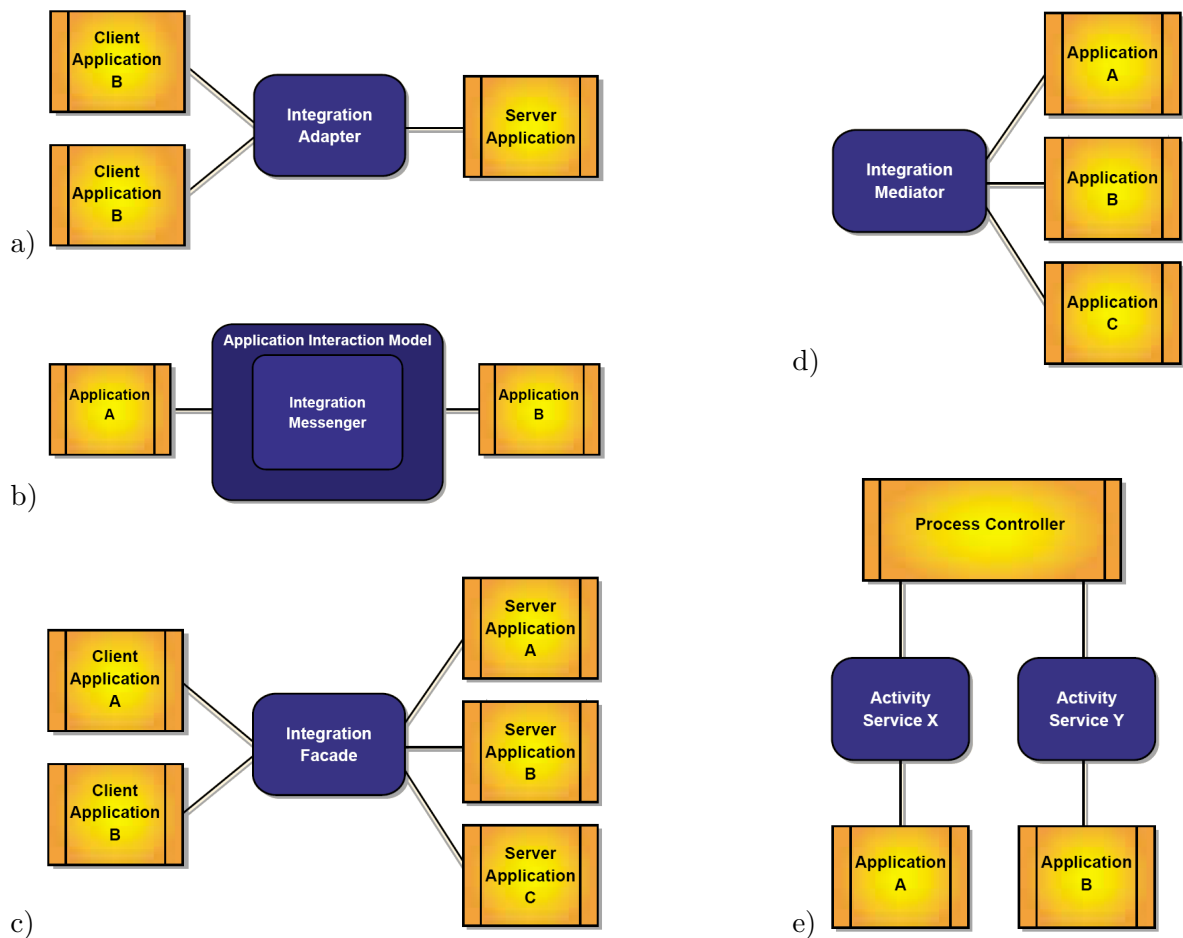 Client
Application
B
Client
Application
B
Integration
Adapter
Server
Application
a)
Application
A
Application Interaction Model
Integration
Messenger
Application
B
b)
Client
Application
A
Client
Application
B
Integration
Facade
Server
Application
A
Server
Application
B
Server
Application
C
c)
Integration
Mediator
Application
A
Application
B
Application
C
d)
Process Controller
Activity
Service X
Activity
Service Y
Application
A
Application
B
e)